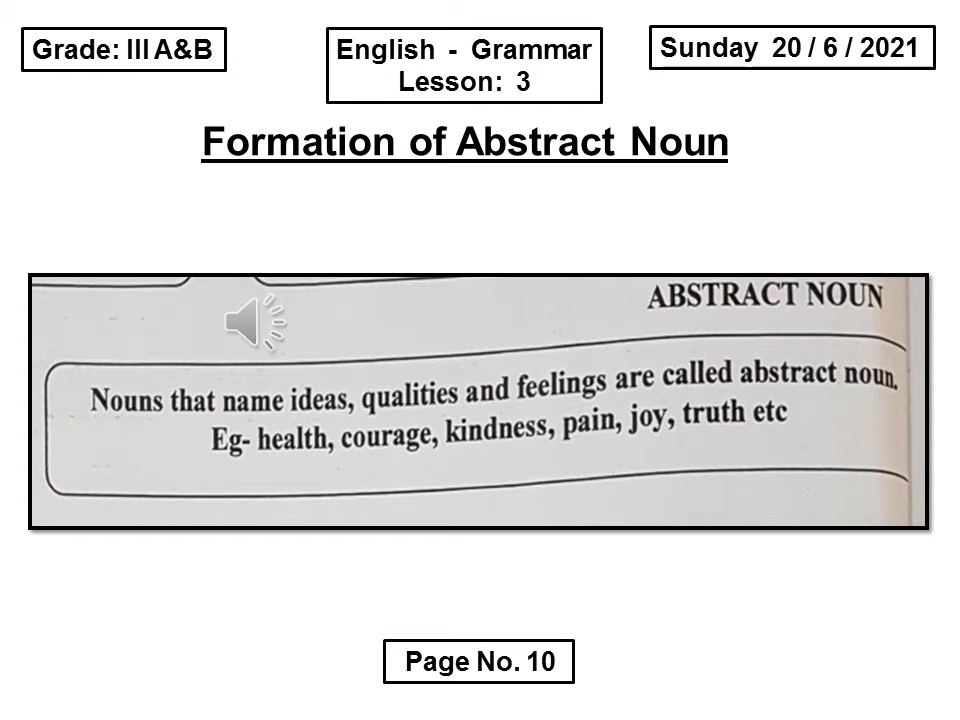 Grade: III A&B
English - Grammar
Lesson: 3
Sunday 20 / 6 / 2021
Formation of Abstract Noun
ABSTRACT NOUN
Nouns that name ideas, qualities and feelings are called abstract noun.
Eg- health, courage, kindness, pain, joy, truth etc
Page No. 10